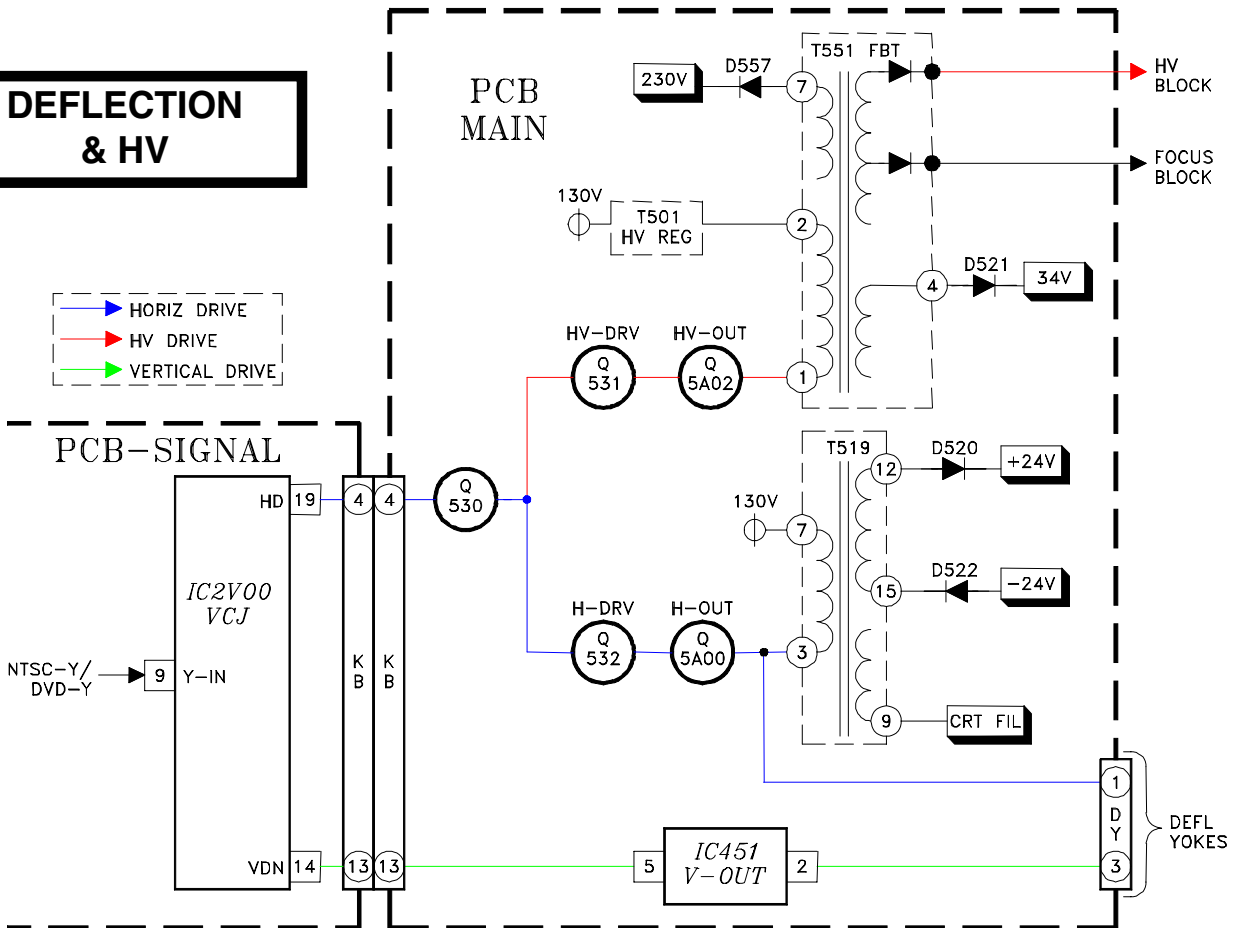 DEFLECTION
& HV
PCB
MAIN
230V
D557
7
T551 FBT
HV
BLOCK
FOCUS
BLOCK
130V
T501
HV REG
2
4
D521
34V
HORIZ DRIVE
HV DRIVE
VERTICAL DRIVE
HV-DRV
Q
531
HV-OUT
Q
5A02
1
PCB-SIGNAL
HD
19
4
4
Q
530
T519
12
D520
+24V
130V
7
15
D522
-24V
IC2V00
VCJ
H-DRV
Q
532
H-OUT
Q
5A00
3
NTSC-Y/
DVD-Y
9
Y-IN
K
B
K
B
9
CRT FIL
1
D
Y
3
DEFL
YOKES
VDN
14
13
13
5
IC451
V-OUT
2